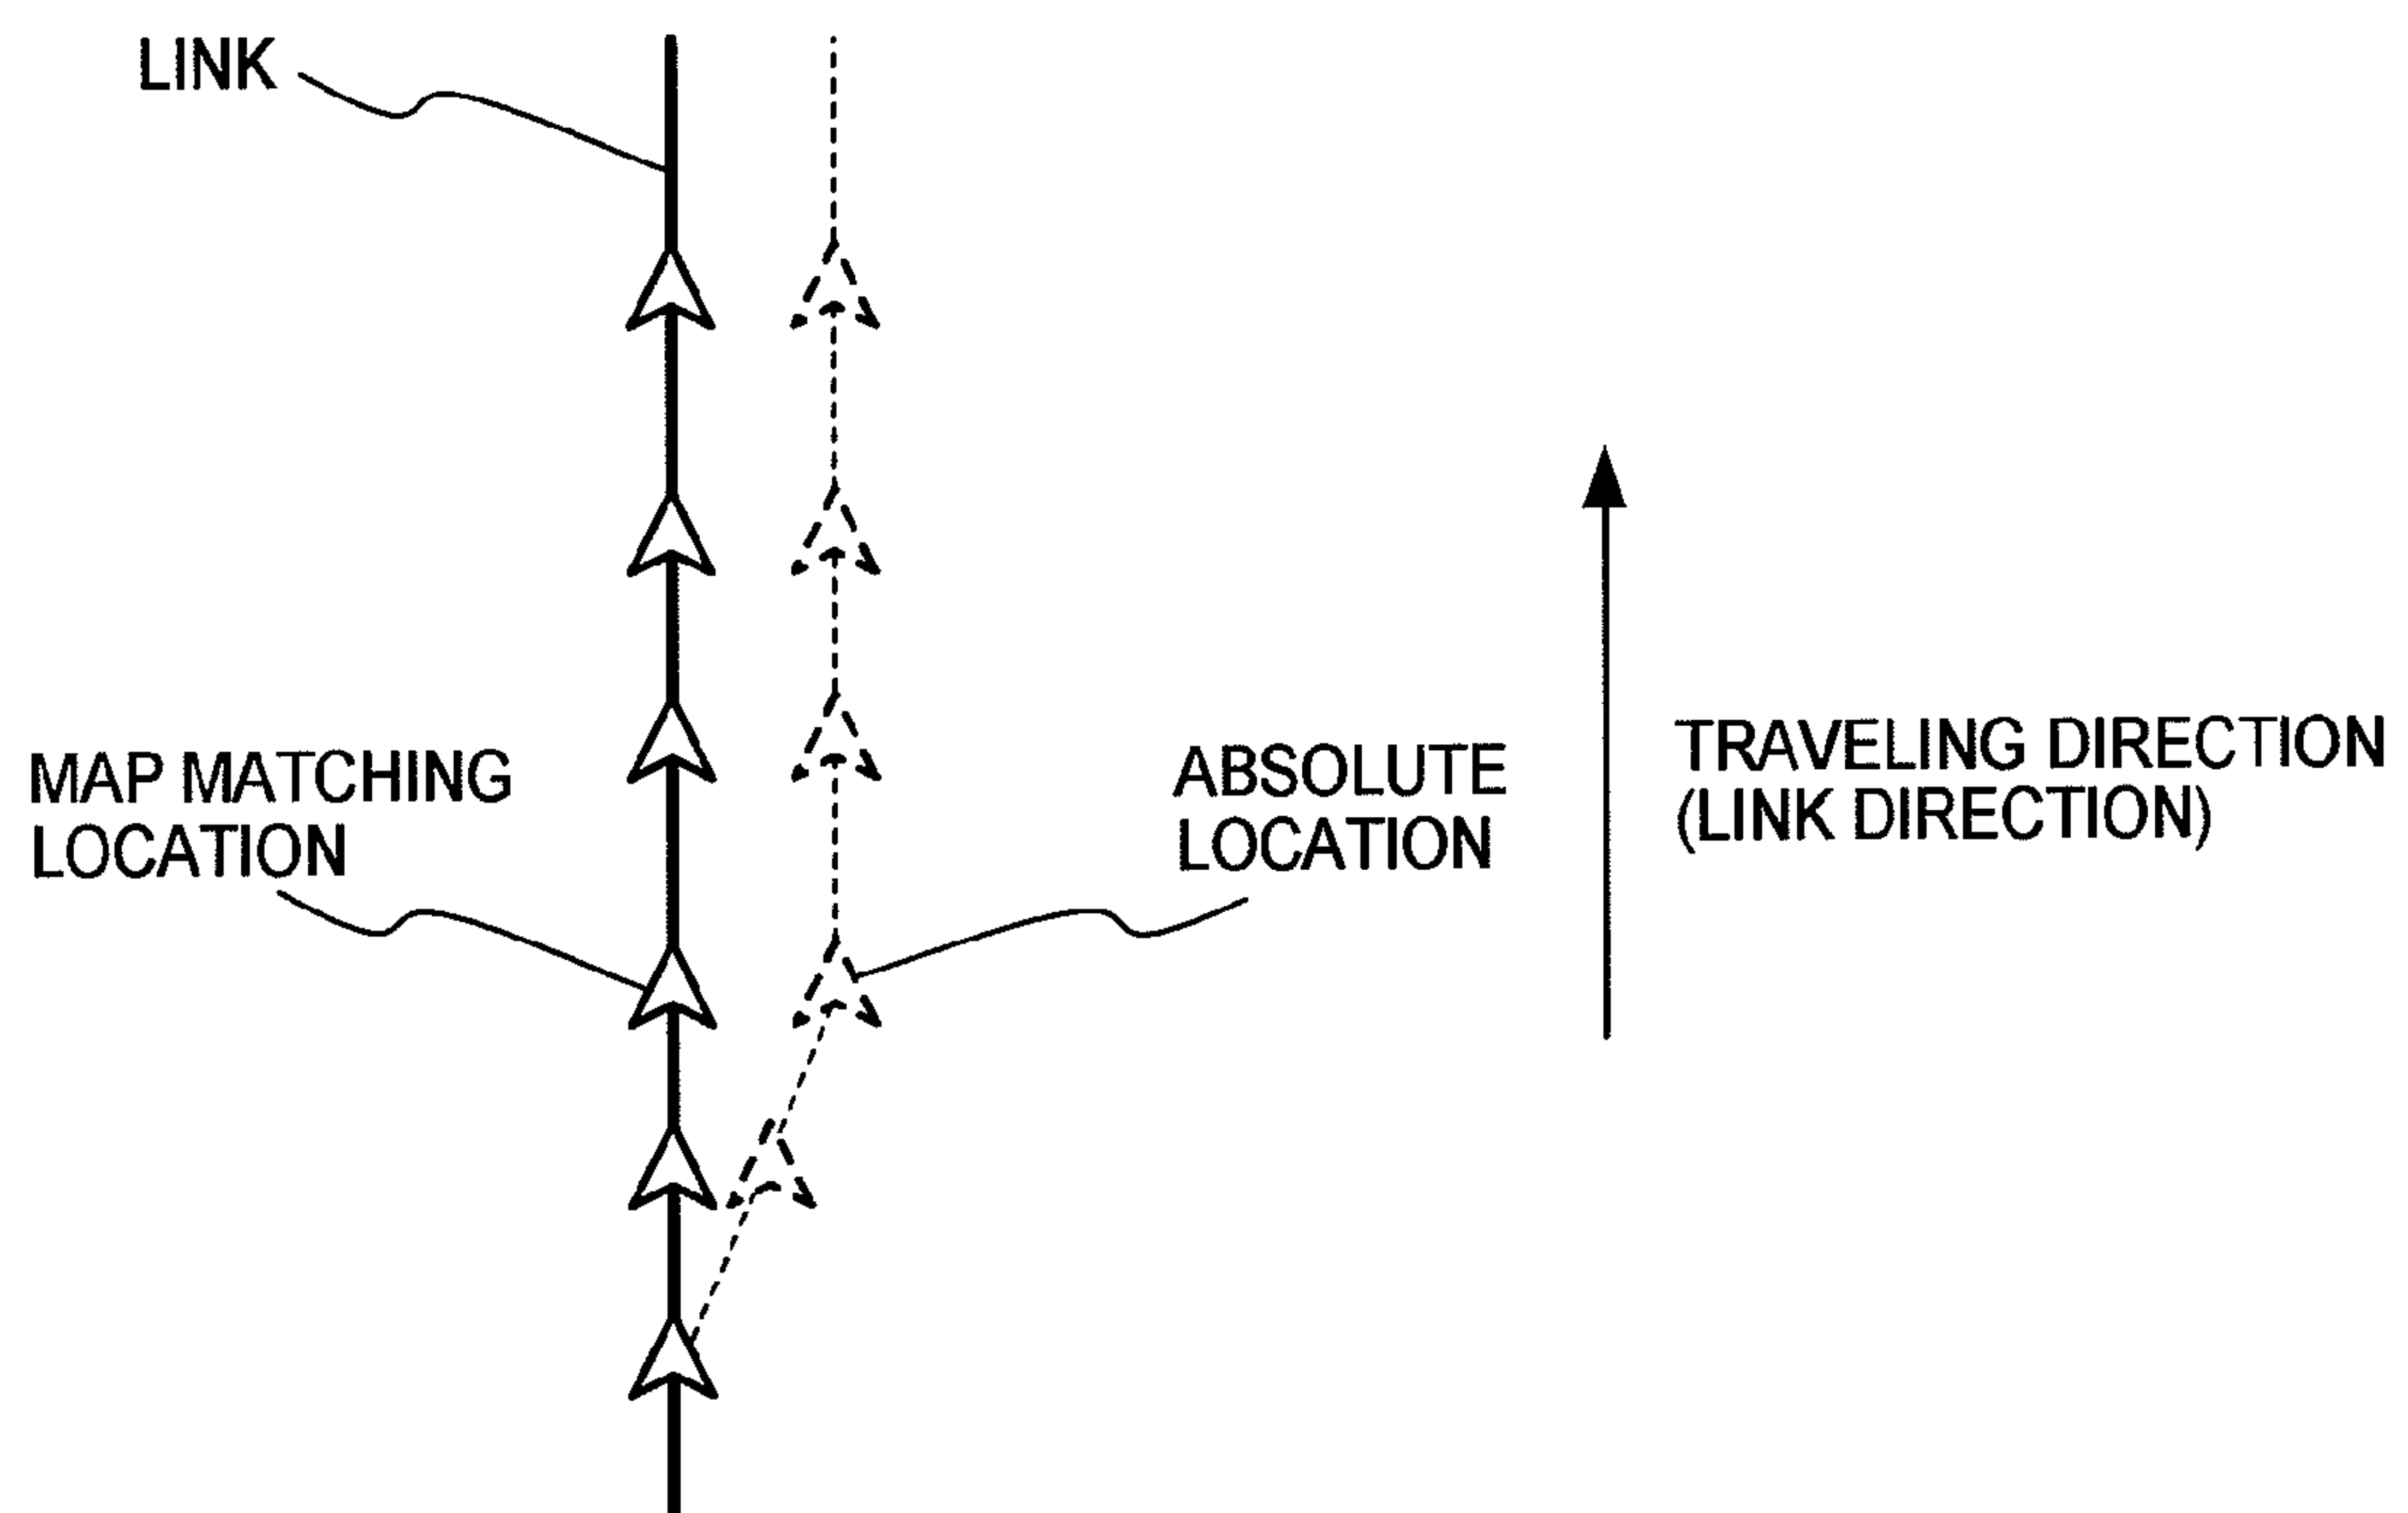 LINK
MAP MATCHING
LOCATION
ABSOLUTE
LOCATION
TRAVELING DIRECTION
(LINK DIRECTION)